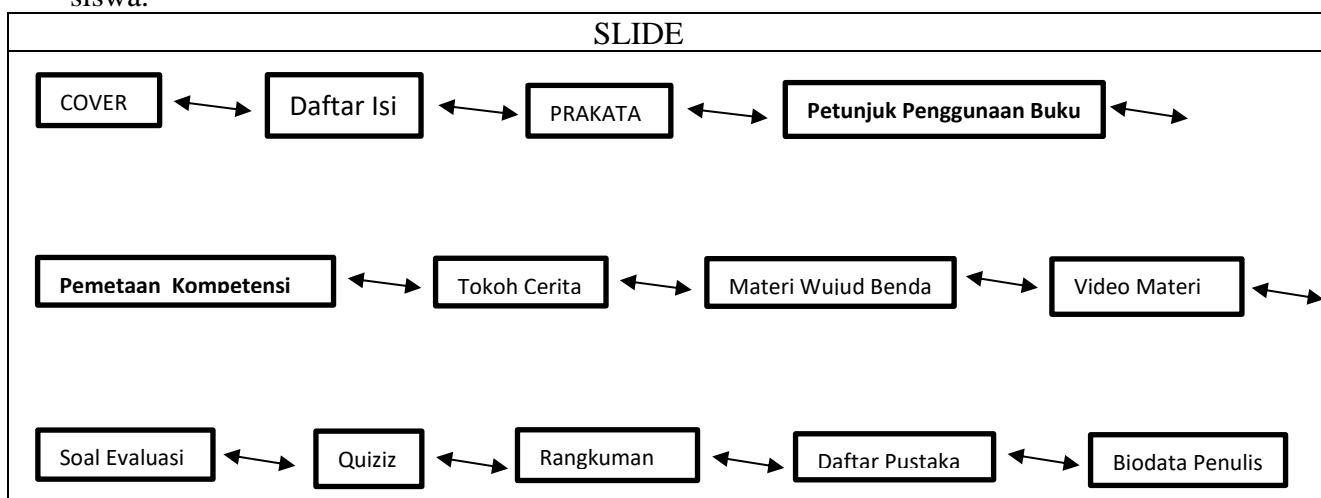 siswa.
SLIDE
COVER
Daftar Isi
PRAKATA
Petunjuk Penggunaan Buku
Pemetaan Kompetensi
Tokoh Cerita
Materi Wujud Benda
Video Materi
Soal Evaluasi
Quiziz
Rangkuman
Daftar Pustaka
Biodata Penulis